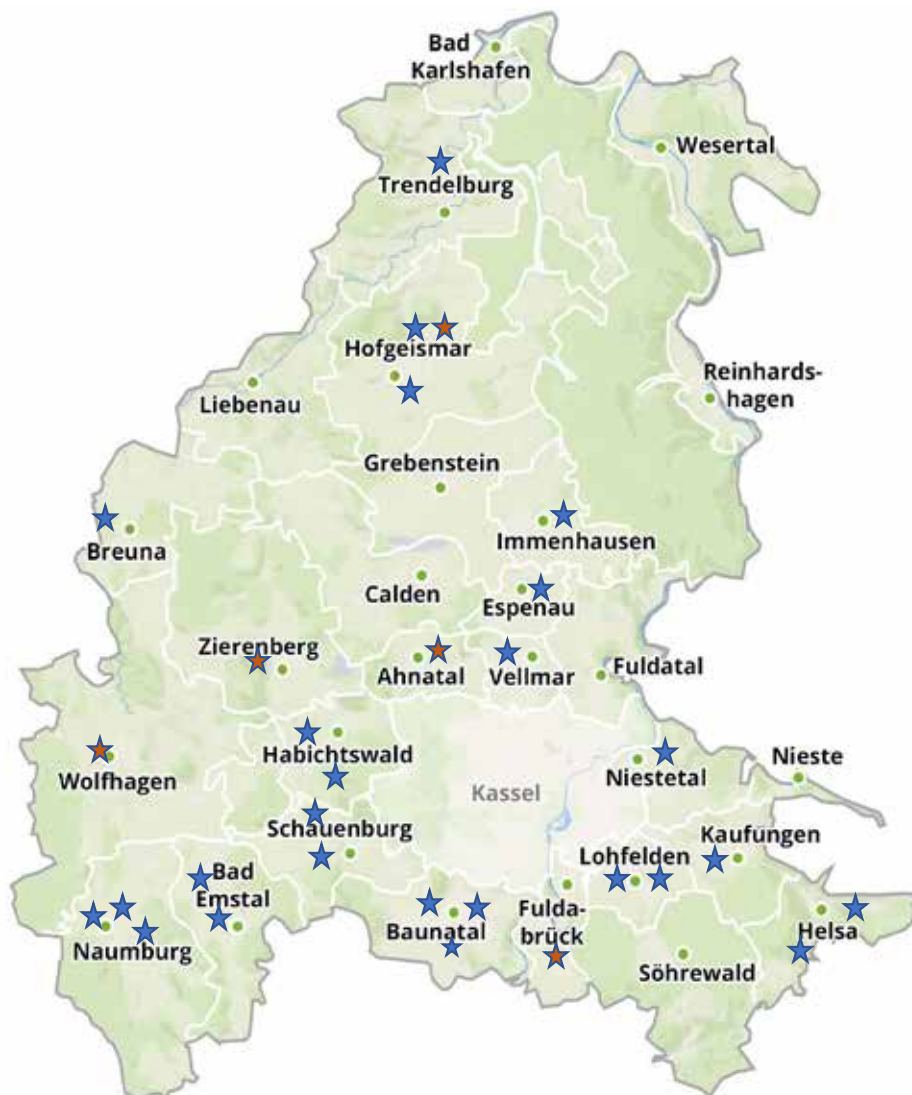 Bad
Karlshafen
Wesertal
Trendelburg
Hofgeismar
Liebenau
Reinhards-
hagen
Grebenstein
Immenhausen
Breuna
Calden
Espenau
Zierenberg
Ahnatal
Vellmar
Fuldatal
Habichtswald
Wolfhagen
Niestetal
Nieste
Kassel
Schauenburg
Kaufungen
Lohfelden
Bad
Emstal
Fulda-
brück
Helsa
Baunatal
Naumburg
Söhrewald